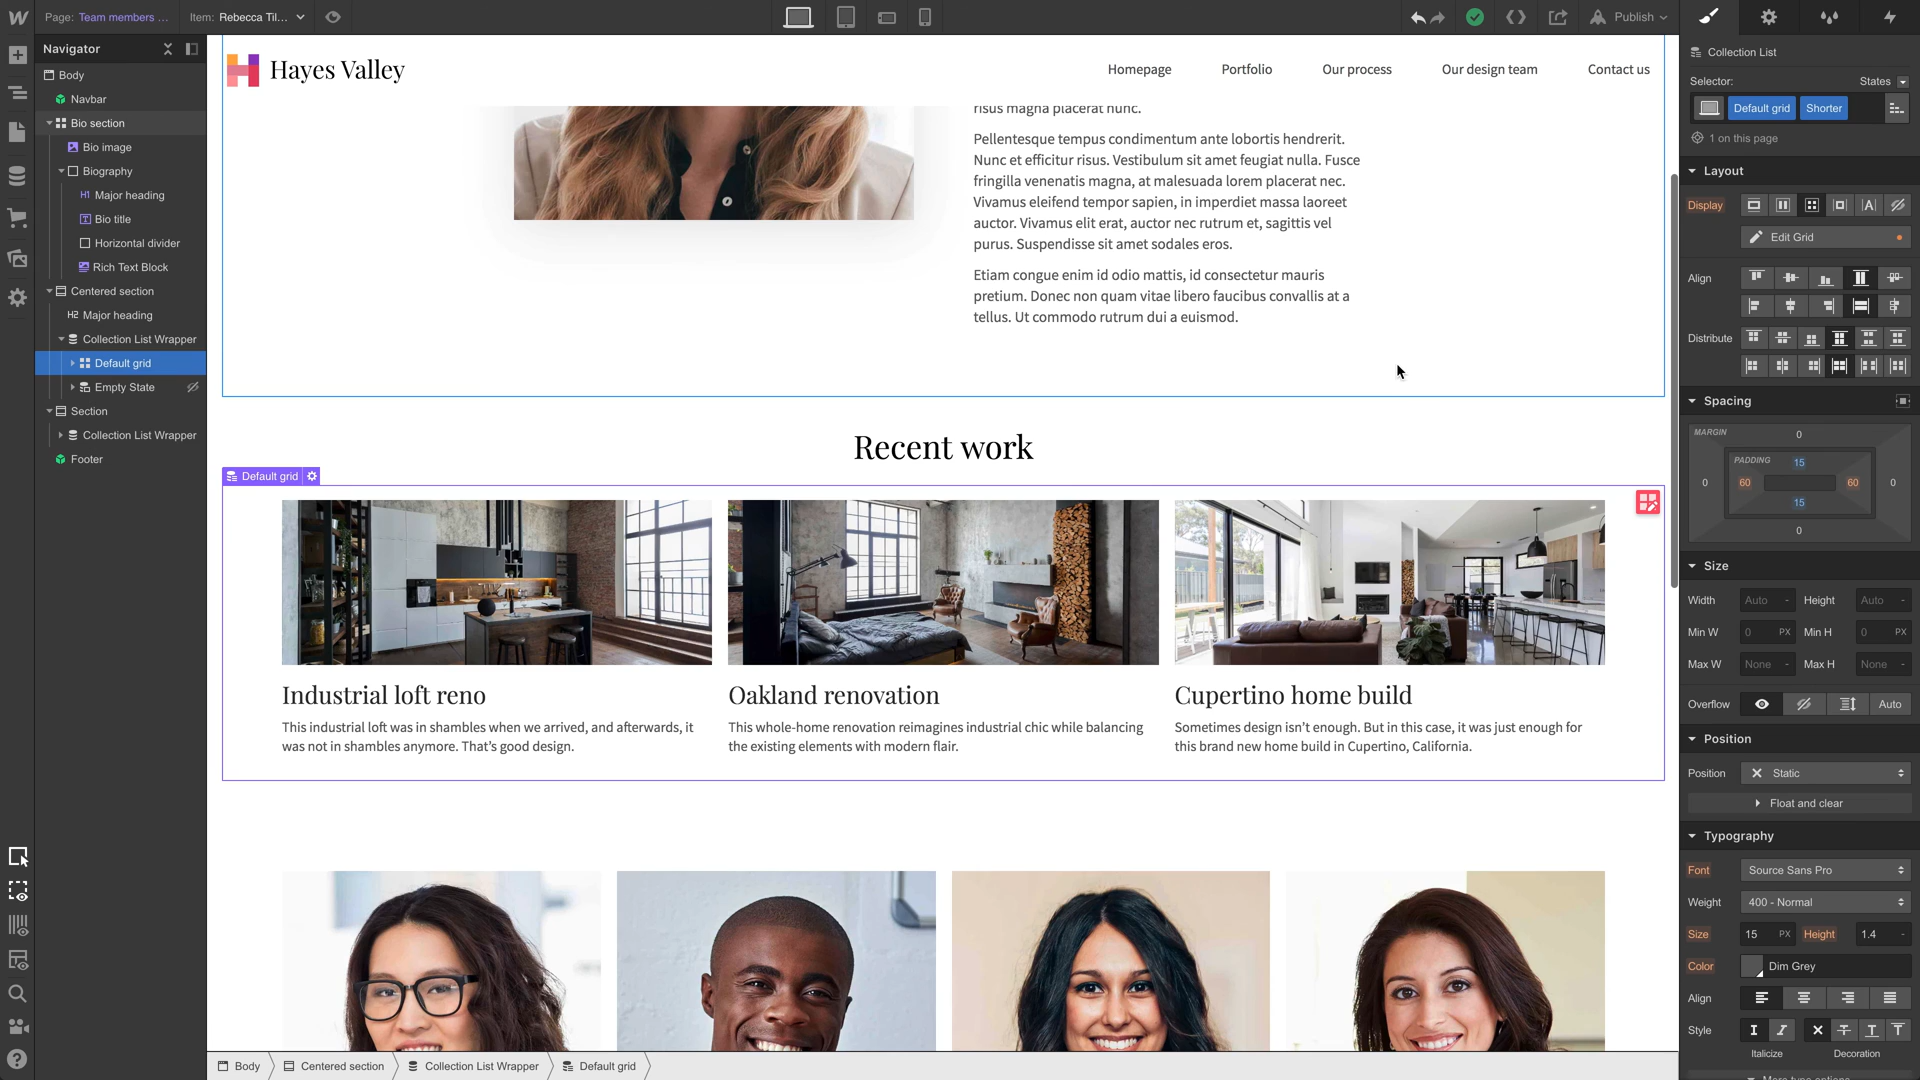 Page: Team members ...
Item: Rebecca Til...
Publish
Navigator
Body
Navbar
Bio section
Bio image
Biography
H1 Major heading
Bio title
Horizontal divider
Rich Text Block
Centered section
H2 Major heading
Collection List Wrapper
Default grid
Empty State
Section
Collection List Wrapper
Footer
Hayes Valley
Homepage
Portfolio
Our process
Our design team
Contact us
risus magna placerat nunc.
Pellentesque tempus condimentum ante lobortis hendrerit.
Nunc et efficitur risus. Vestibulum sit amet feugiat nulla. Fusce
fringilla venenatis magna, at malesuada lorem placerat nec.
Vivamus eleifend tempor sapien, in imperdiet massa laoreet
auctor. Vivamus elit erat, auctor nec rutrum et, sagittis vel
purus. Suspendisse sit amet sodales eros.
Etiam congue enim id odio mattis, id consectetur mauris
pretium. Donec non quam vitae libero faucibus convallis at a
tellus. Ut commodo rutrum dui a euismod.
Recent work
Default grid
Industrial loft reno
This industrial loft was in shambles when we arrived, and afterwards, it
was not in shambles anymore. That's good design.
Oakland renovation
This whole-home renovation reimagines industrial chic while balancing
the existing elements with modern flair.
Cupertino home build
Sometimes design isn't enough. But in this case, it was just enough for
this brand new home build in Cupertino, California.
Body
Centered section
Collection List Wrapper
Default grid
Collection List
Selector:
States
Default grid
Shorter
1 on this page
Layout
Display
Edit Grid
Align
Distribute
Spacing
MARGIN
0
PADDING
15
0
60
60
0
15
0
Size
Width
Auto -
Height
Auto -
Min W
0 PX
Min H
0 PX
Max W
None -
Max H
None -
Overflow
Auto
Position
Position
Static
Float and clear
Typography
Font
Source Sans Pro
Weight
400 - Normal
Size
15 PX
Height
1.4 -
Color
Dim Grey
Align
Style
Italicize
Decoration
More type options